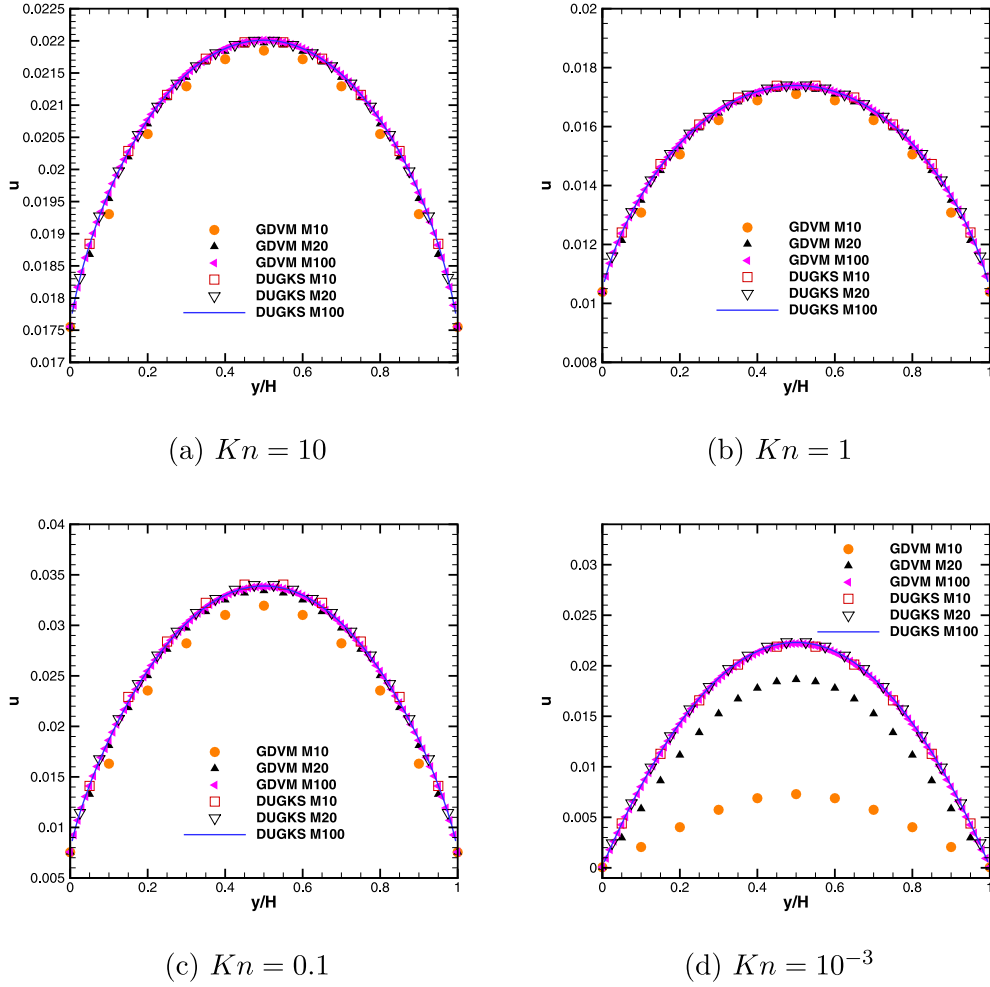 0.0225
0.022
0.0215
0.021
0.0205
0.02
0.0195
0.019
0.0185
0.018
0.0175
0.017
u
0 0.2 0.4 0.6 0.8 1
y/H
GDVM M10
GDVM M20
GDVM M100
DUGKS M10
DUGKS M20
DUGKS M100
(a) Kn = 10
0.02
0.018
0.016
0.014
0.012
0.01
0.008
u
0 0.2 0.4 0.6 0.8 1
y/H
GDVM M10
GDVM M20
GDVM M100
DUGKS M10
DUGKS M20
DUGKS M100
(b) Kn = 1
0.04
0.035
0.03
0.025
0.02
0.015
0.01
0.005
u
0 0.2 0.4 0.6 0.8 1
y/H
GDVM M10
GDVM M20
GDVM M100
DUGKS M10
DUGKS M20
DUGKS M100
(c) Kn = 0.1
0.03
0.025
0.02
0.015
0.01
0.005
0
u
0 0.2 0.4 0.6 0.8 1
y/H
GDVM M10
GDVM M20
GDVM M100
DUGKS M10
DUGKS M20
DUGKS M100
(d) Kn = 10⁻³